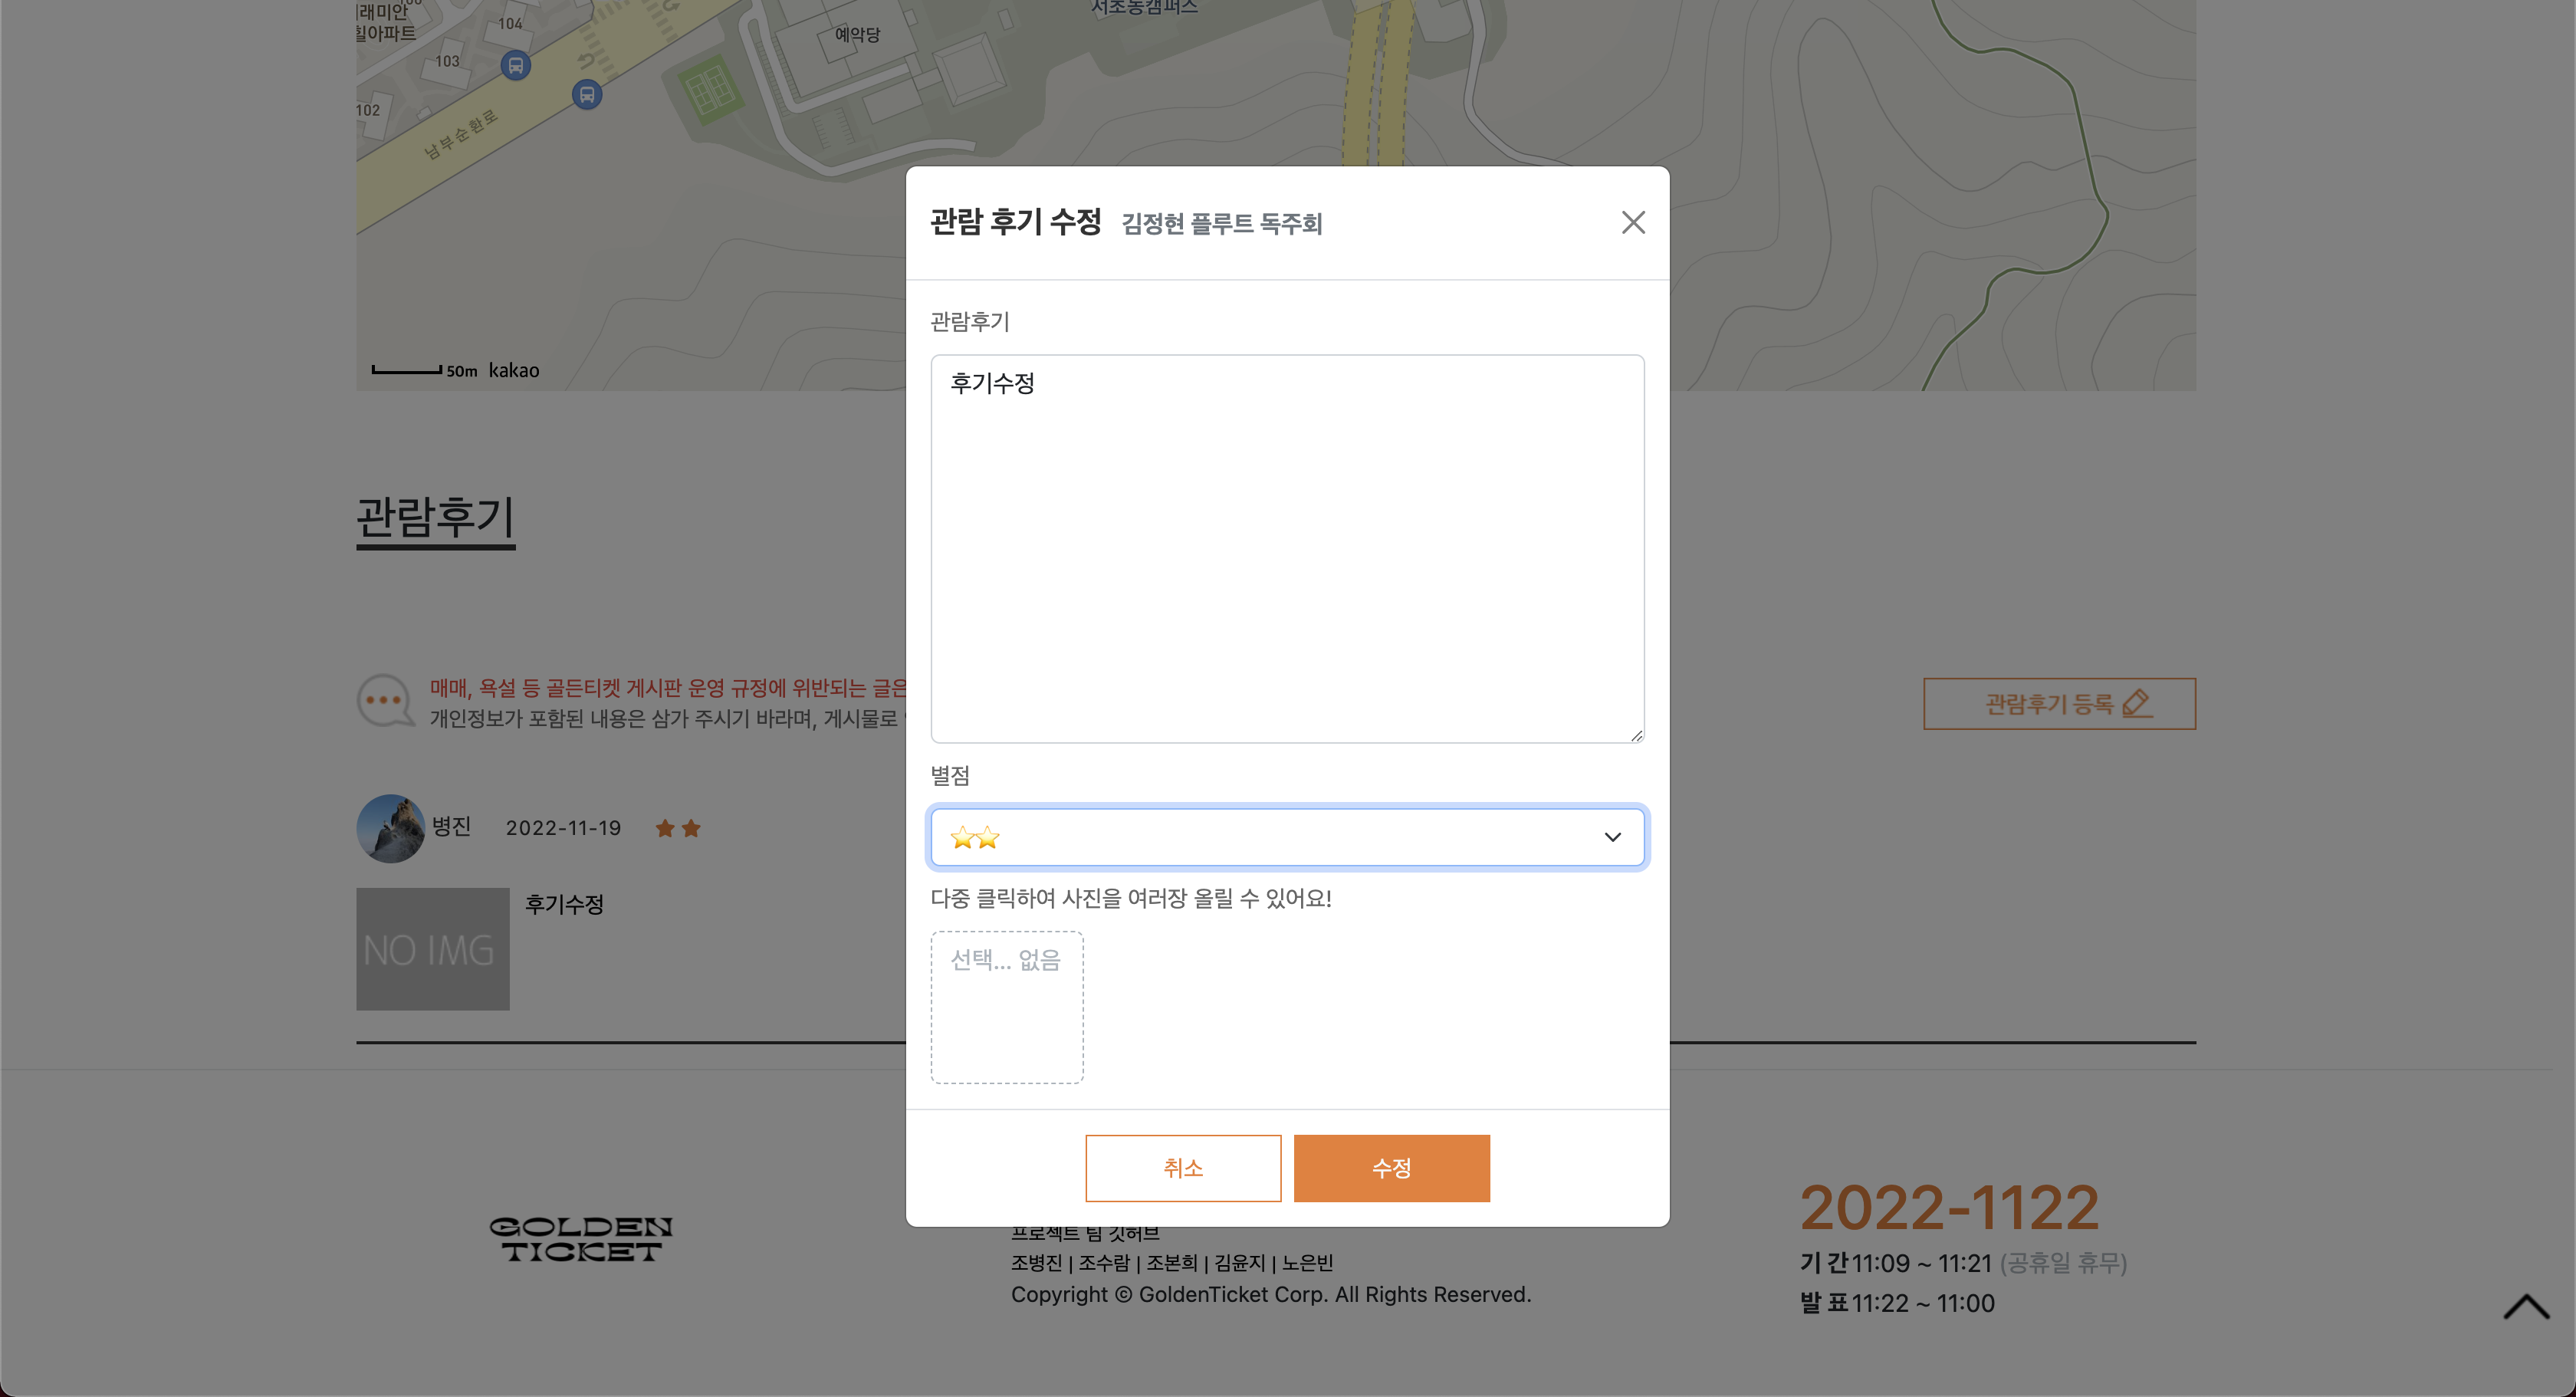 래미안
힐아파트
104
103
102
남부순환로
예악당
서초동캠퍼스
50m kakao
관람 후기 수정 김정현 플루트 독주회
관람후기
후기수정
별점
다중 클릭하여 사진을 여러장 올릴 수 있어요!
선택... 없음
취소
수정
관람후기
매매, 욕설 등 골든티켓 게시판 운영 규정에 위반되는 글은
개인정보가 포함된 내용은 삼가 주시기 바라며, 게시물로
관람후기 등록
병진 2022-11-19
NO IMG
후기수정
GOLDEN
TICKET
프로젝트 팀 깃허브
조병진 | 조수람 | 조본희 | 김윤지 | 노은빈
Copyright ⓒ GoldenTicket Corp. All Rights Reserved.
2022-1122
기 간 11:09 ~ 11:21 (공휴일 휴무)
발 표 11:22 ~ 11:00